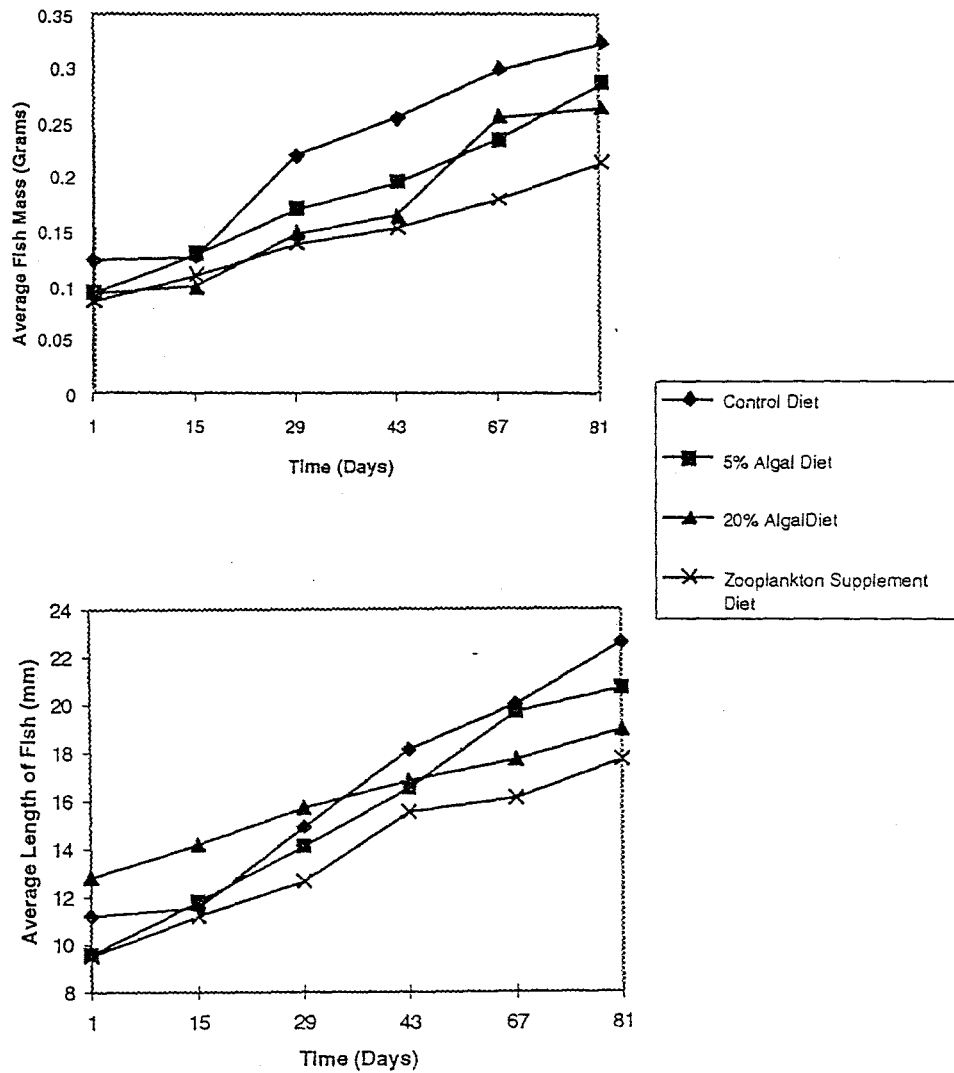 0.35
0.3
0.25
0.2
0.15
0.1
0.05
0
Average Fish Mass (Grams)
1 15 29 43 67 81
Time (Days)
Control Diet
5% Algal Diet
20% AlgalDiet
Zooplankton Supplement
Diet
24
22
20
18
16
14
12
10
8
Average Length of Fish (mm)
1 15 29 43 67 81
Time (Days)